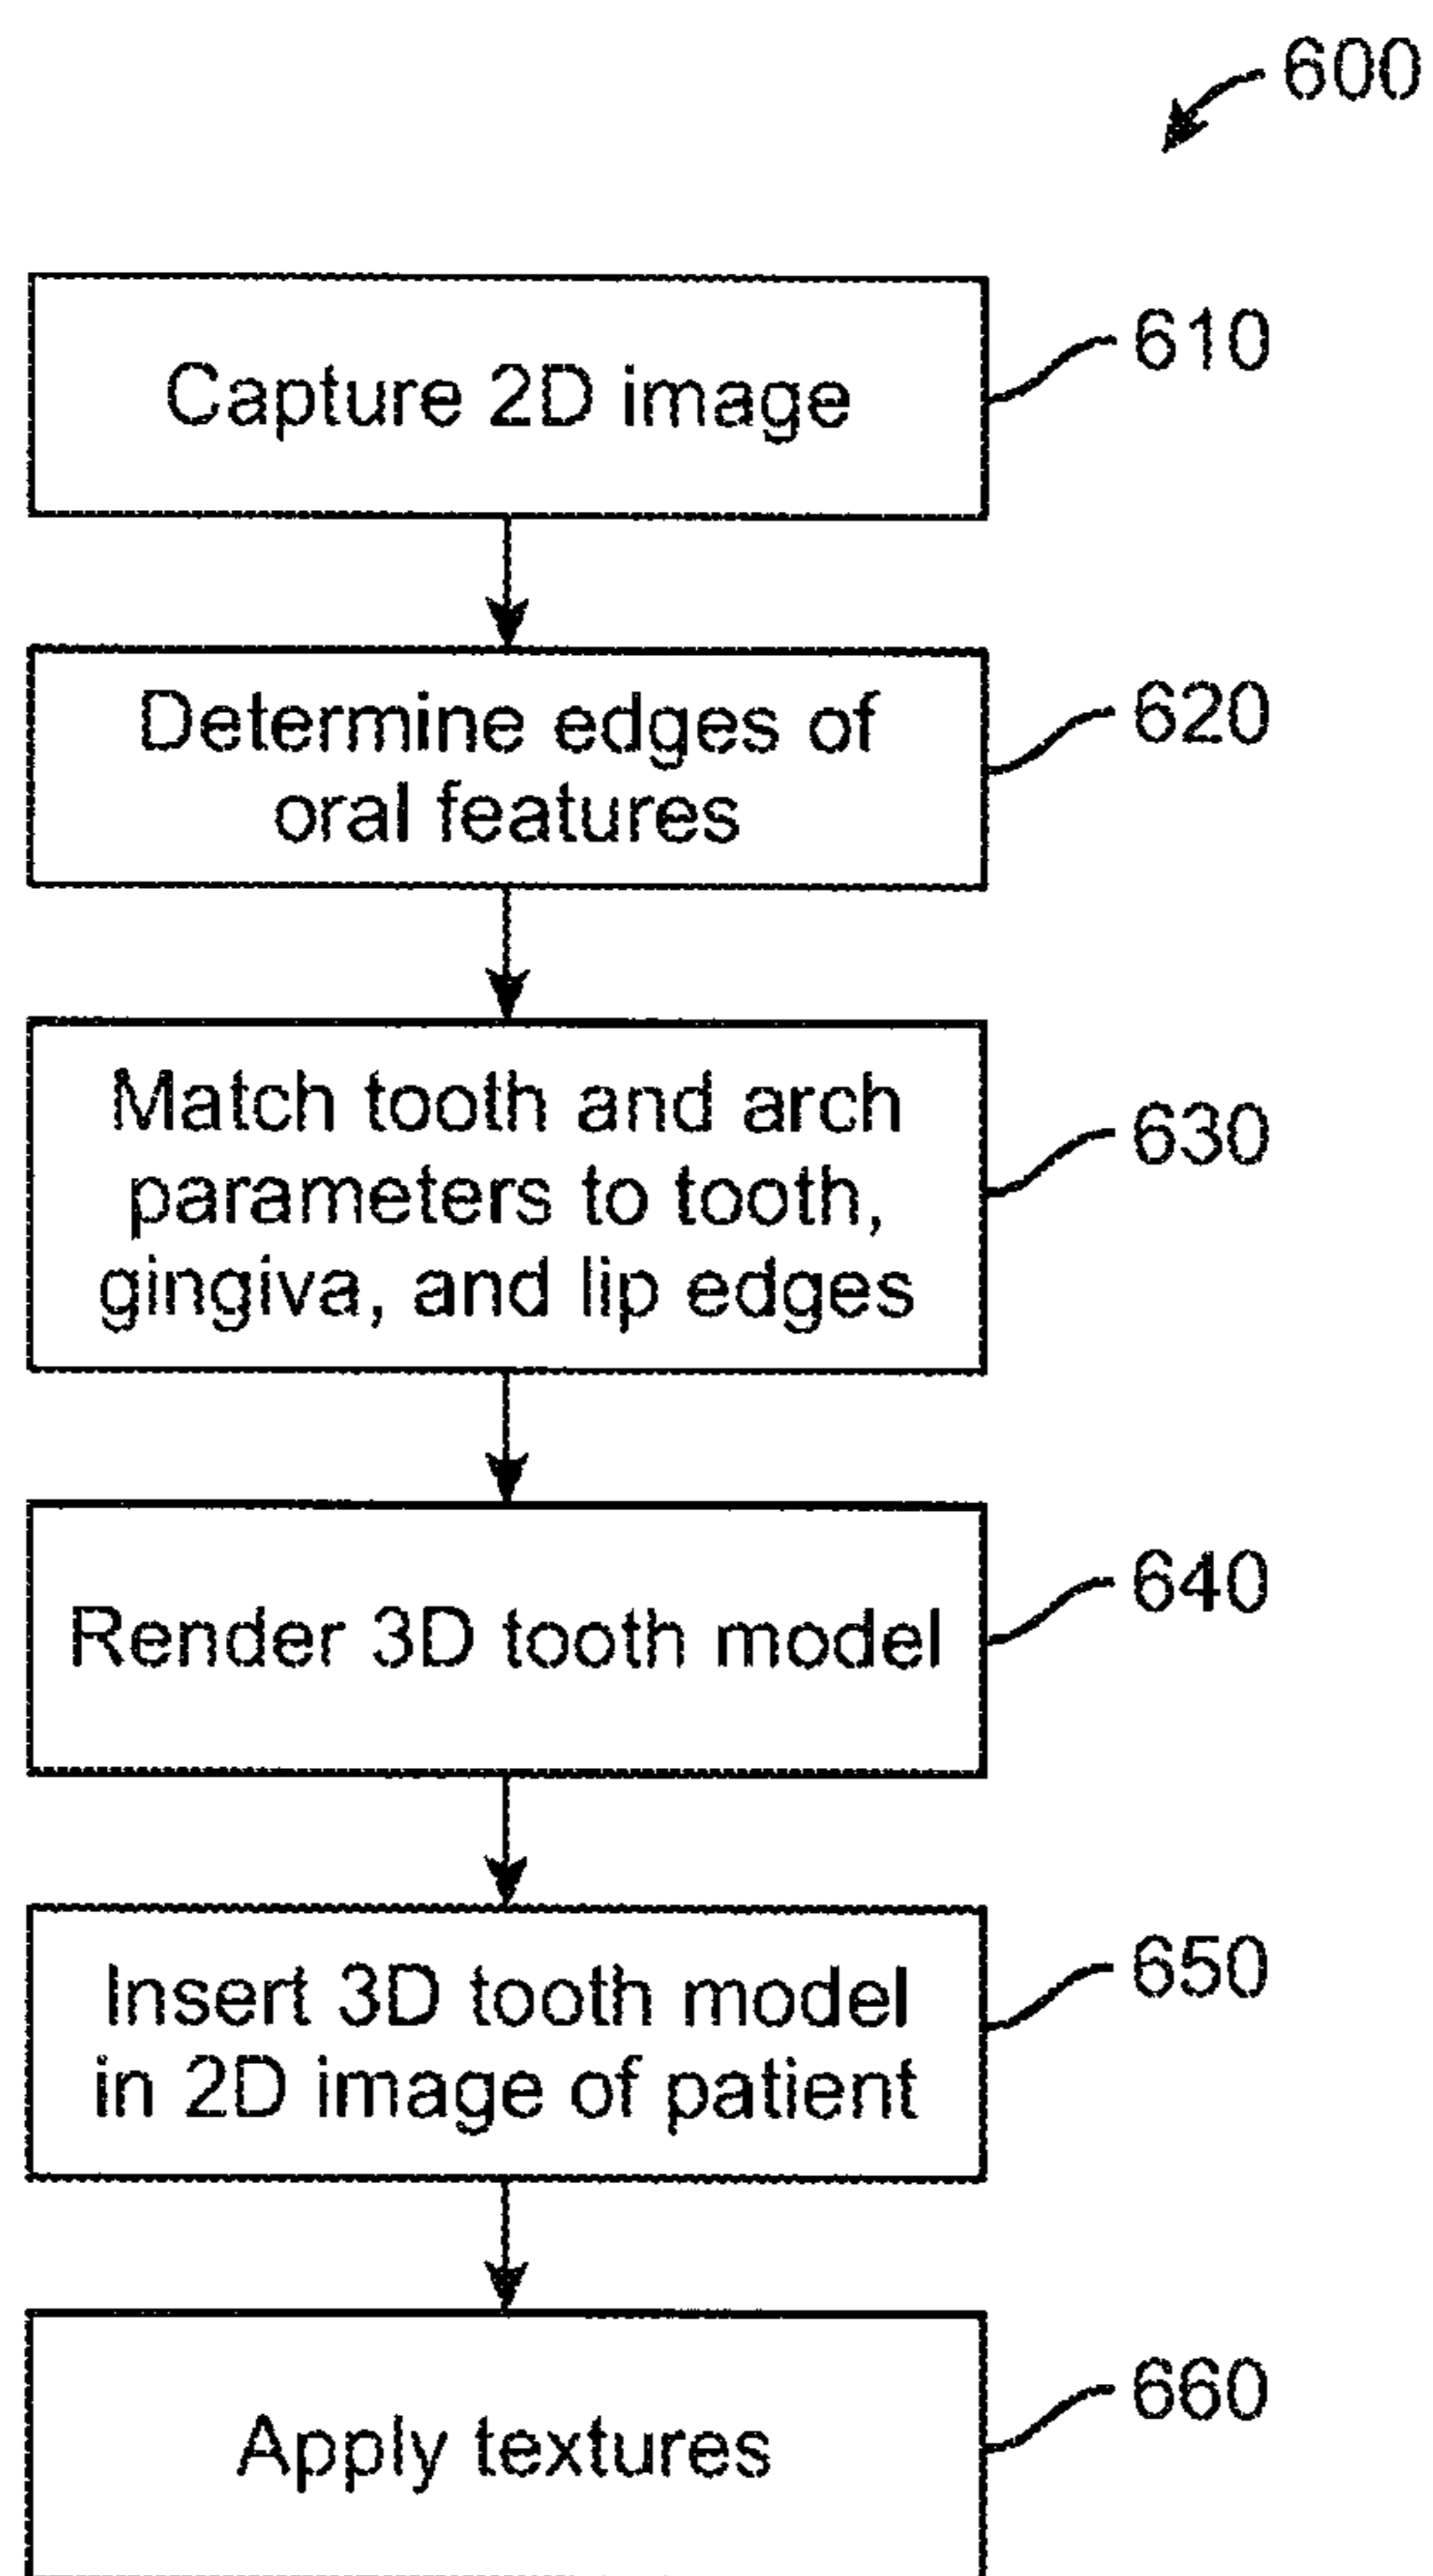 600
Capture 2D image
610
Determine edges of
oral features
620
Match tooth and arch
parameters to tooth,
gingiva, and lip edges
630
Render 3D tooth model
640
Insert 3D tooth model
in 2D image of patient
650
Apply textures
660